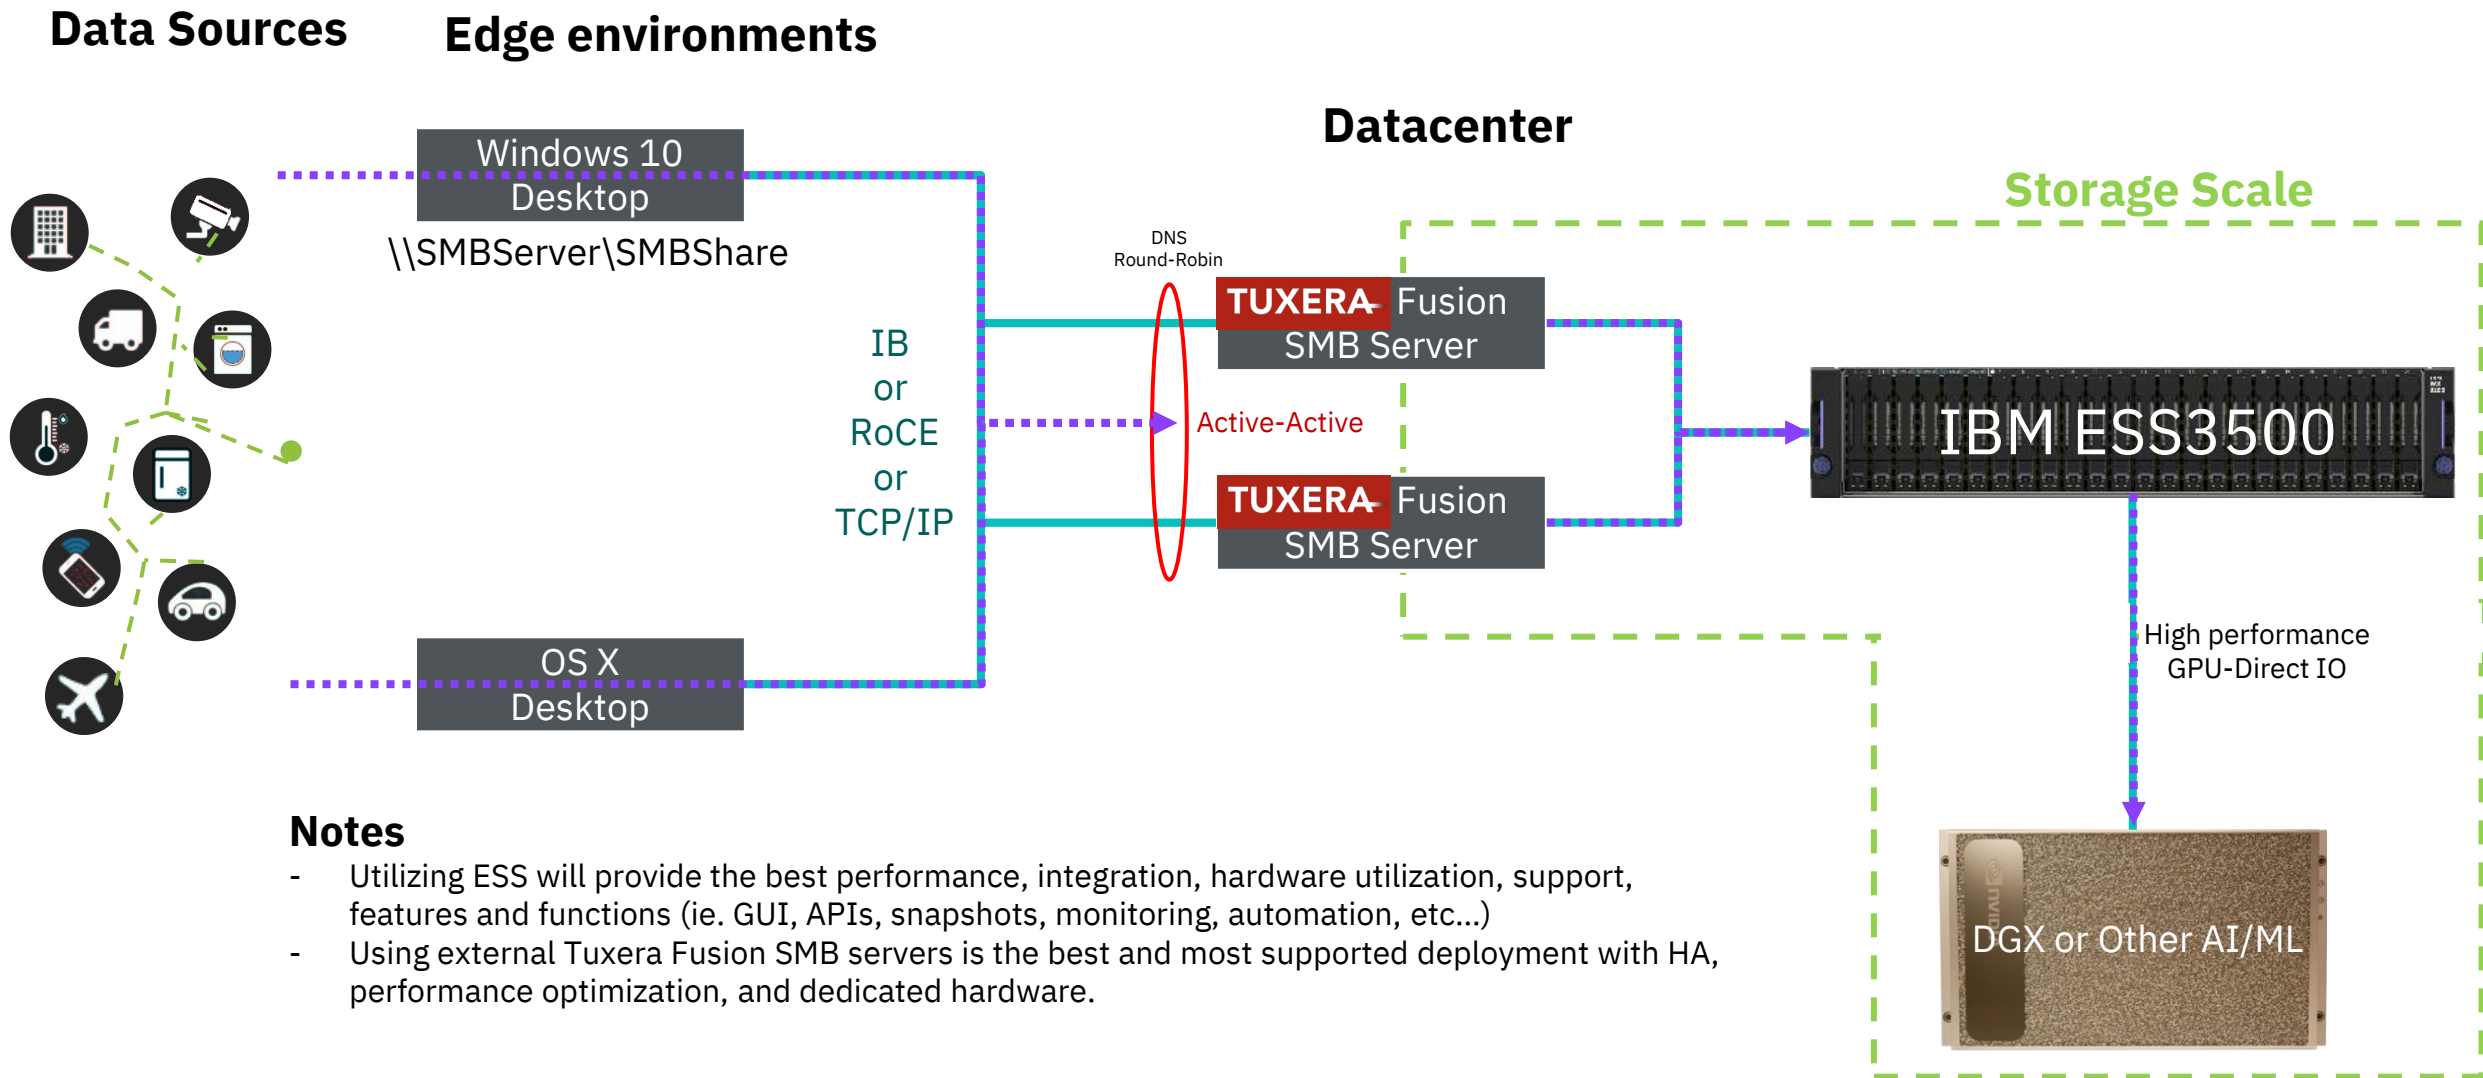 Data Sources
Edge environments
Datacenter
Windows 10
Desktop
\\SMBServer\SMBShare
Storage Scale
DNS
Round-Robin
TUXERA Fusion
SMB Server
IB
or
RoCE
or
TCP/IP
Active-Active
IBM ESS3500
TUXERA Fusion
SMB Server
OS X
Desktop
High performance
GPU-Direct IO
Notes
- Utilizing ESS will provide the best performance, integration, hardware utilization, support,
features and functions (ie. GUI, APIs, snapshots, monitoring, automation, etc...)
- Using external Tuxera Fusion SMB servers is the best and most supported deployment with HA,
performance optimization, and dedicated hardware.
DGX or Other AI/ML